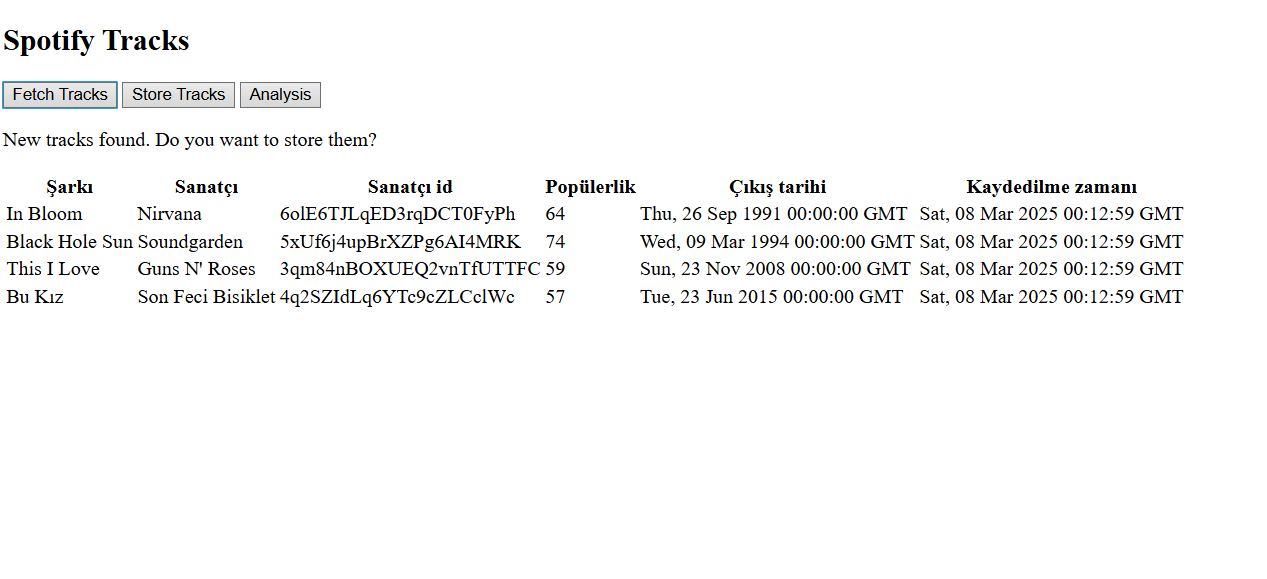 Spotify Tracks
Fetch Tracks Store Tracks Analysis
New tracks found. Do you want to store them?
Şarkı Sanatçı Sanatçı id Popülerlik Çıkış tarihi Kaydedilme zamanı
In Bloom Nirvana 6olE6TJLqED3rqDCT0FyPh 64 Thu, 26 Sep 1991 00:00:00 GMT Sat, 08 Mar 2025 00:12:59 GMT
Black Hole Sun Soundgarden 5xUf6j4upBrXZPg6AI4MRK 74 Wed, 09 Mar 1994 00:00:00 GMT Sat, 08 Mar 2025 00:12:59 GMT
This I Love Guns N' Roses 3qm84nBOXUEQ2vnTfUTTFC 59 Sun, 23 Nov 2008 00:00:00 GMT Sat, 08 Mar 2025 00:12:59 GMT
Bu Kız Son Feci Bisiklet 4q2SZIdLq6YTc9cZLCclWc 57 Tue, 23 Jun 2015 00:00:00 GMT Sat, 08 Mar 2025 00:12:59 GMT